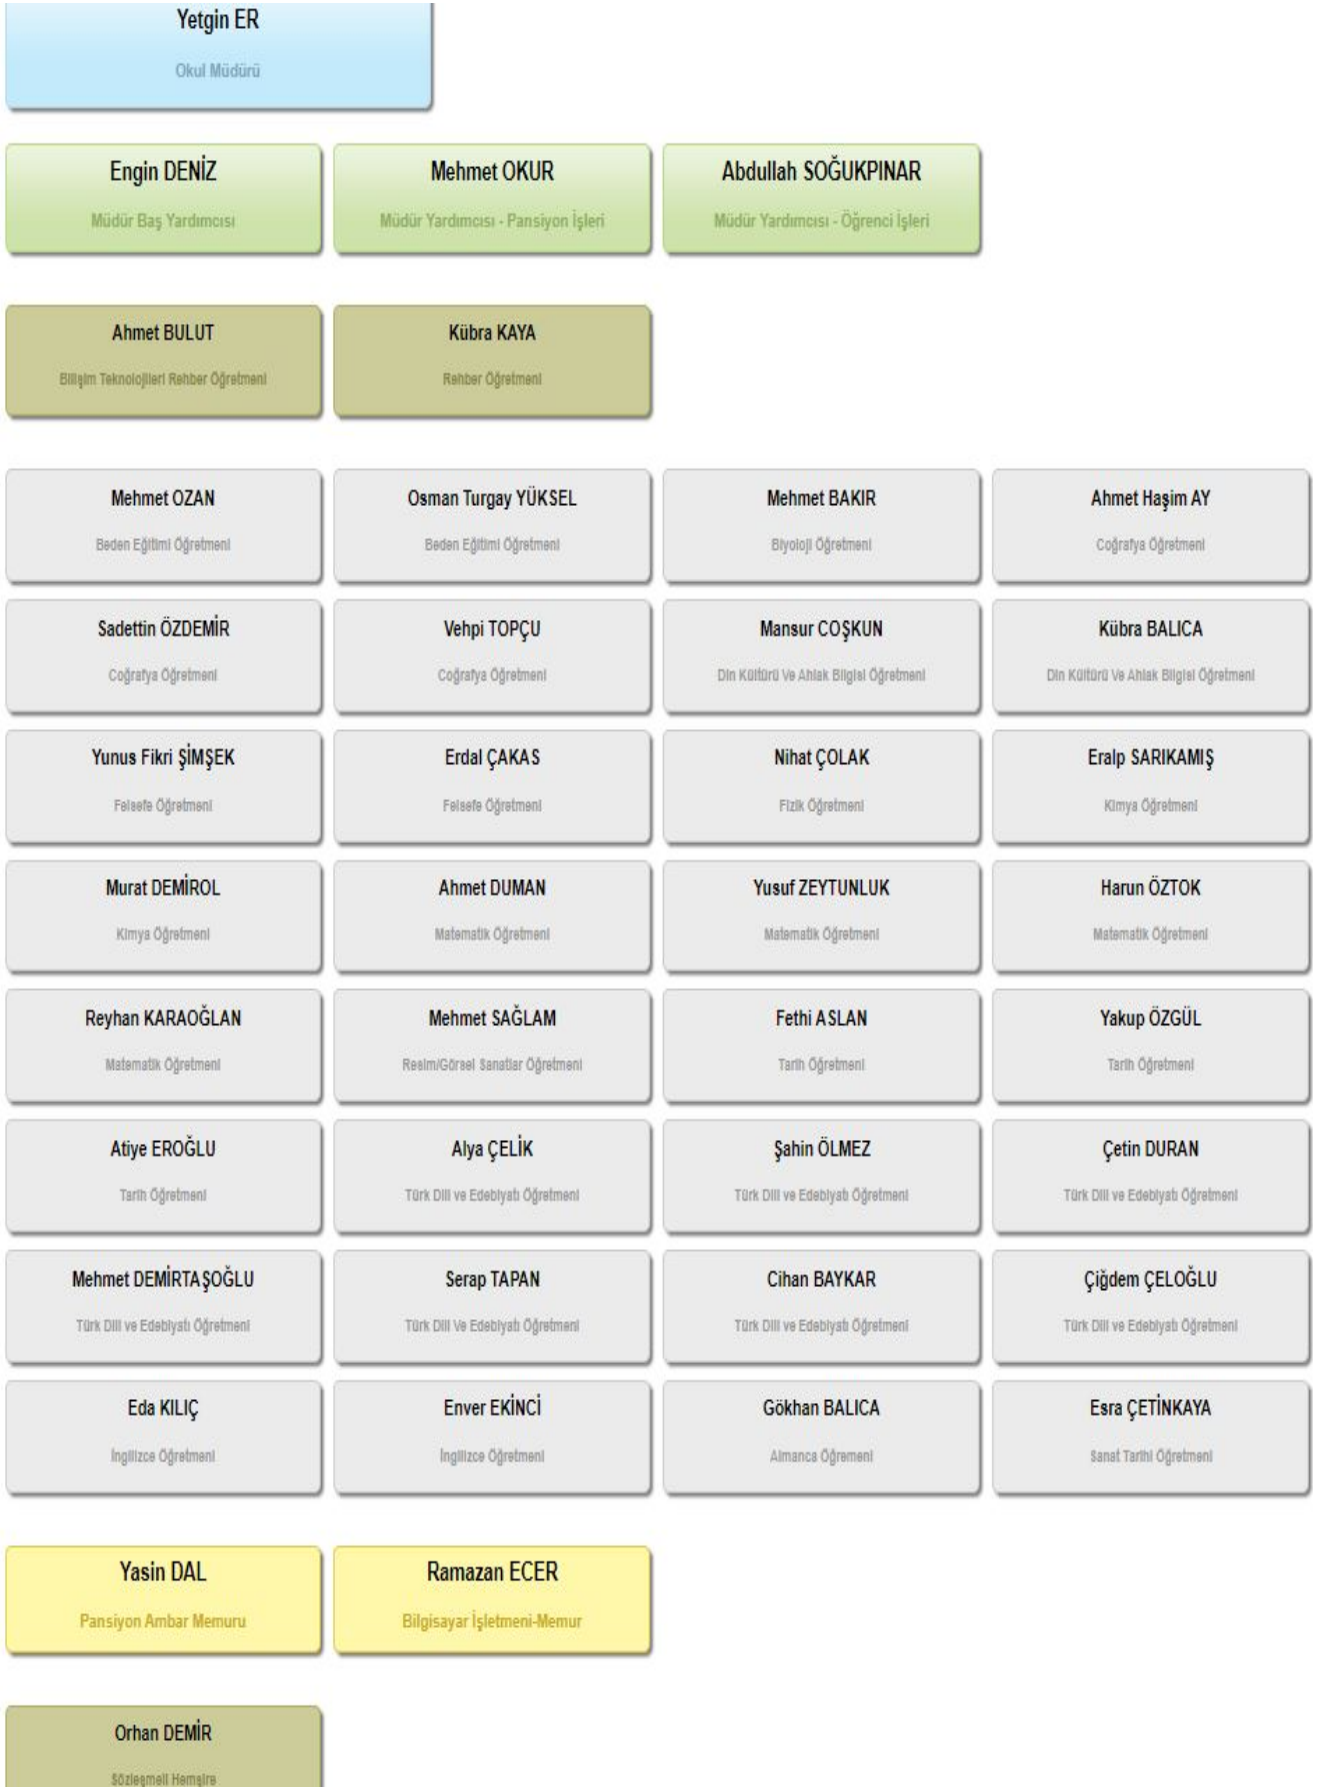 Yetgin ER
Okul Müdürü
Engin DENİZ
Müdür Baş Yardımcısı
Mehmet OKUR
Müdür Yardımcısı - Pansiyon İşleri
Abdullah SOĞUKPINAR
Müdür Yardımcısı - Öğrenci İşleri
Ahmet BULUT
Bilişim Teknolojileri Rehber Öğretmeni
Kübra KAYA
Rehber Öğretmeni
Mehmet OZAN
Beden Eğitimi Öğretmeni
Osman Turgay YÜKSEL
Beden Eğitimi Öğretmeni
Mehmet BAKIR
Biyoloji Öğretmeni
Ahmet Haşim AY
Coğrafya Öğretmeni
Sadettin ÖZDEMİR
Coğrafya Öğretmeni
Vehpi TOPÇU
Coğrafya Öğretmeni
Mansur COŞKUN
Din Kültürü Ve Ahlak Bilgisi Öğretmeni
Kübra BALICA
Din Kültürü Ve Ahlak Bilgisi Öğretmeni
Yunus Fikri ŞİMŞEK
Felsefe Öğretmeni
Erdal ÇAKAS
Felsefe Öğretmeni
Nihat ÇOLAK
Fizik Öğretmeni
Eralp SARIKAMIŞ
Kimya Öğretmeni
Murat DEMİROL
Kimya Öğretmeni
Ahmet DUMAN
Matematik Öğretmeni
Yusuf ZEYTUNLUK
Matematik Öğretmeni
Harun ÖZTOK
Matematik Öğretmeni
Reyhan KARAOĞLAN
Matematik Öğretmeni
Mehmet SAĞLAM
Resim/Görsel Sanatlar Öğretmeni
Fethi ASLAN
Tarih Öğretmeni
Yakup ÖZGÜL
Tarih Öğretmeni
Atiye EROĞLU
Tarih Öğretmeni
Alya ÇELİK
Türk Dili ve Edebiyatı Öğretmeni
Şahin ÖLMEZ
Türk Dili ve Edebiyatı Öğretmeni
Çetin DURAN
Türk Dili ve Edebiyatı Öğretmeni
Mehmet DEMİRTAŞOĞLU
Türk Dili ve Edebiyatı Öğretmeni
Serap TAPAN
Türk Dili Ve Edebiyatı Öğretmeni
Cihan BAYKAR
Türk Dili ve Edebiyatı Öğretmeni
Çiğdem ÇELOĞLU
Türk Dili ve Edebiyatı Öğretmeni
Eda KILIÇ
İngilizce Öğretmeni
Enver EKİNCİ
İngilizce Öğretmeni
Gökhan BALICA
Almanca Öğremeni
Esra ÇETİNKAYA
Sanat Tarihi Öğretmeni
Yasin DAL
Pansiyon Ambar Memuru
Ramazan ECER
Bilgisayar İşletmeni-Memur
Orhan DEMİR
Sözleşmeli Hemşire